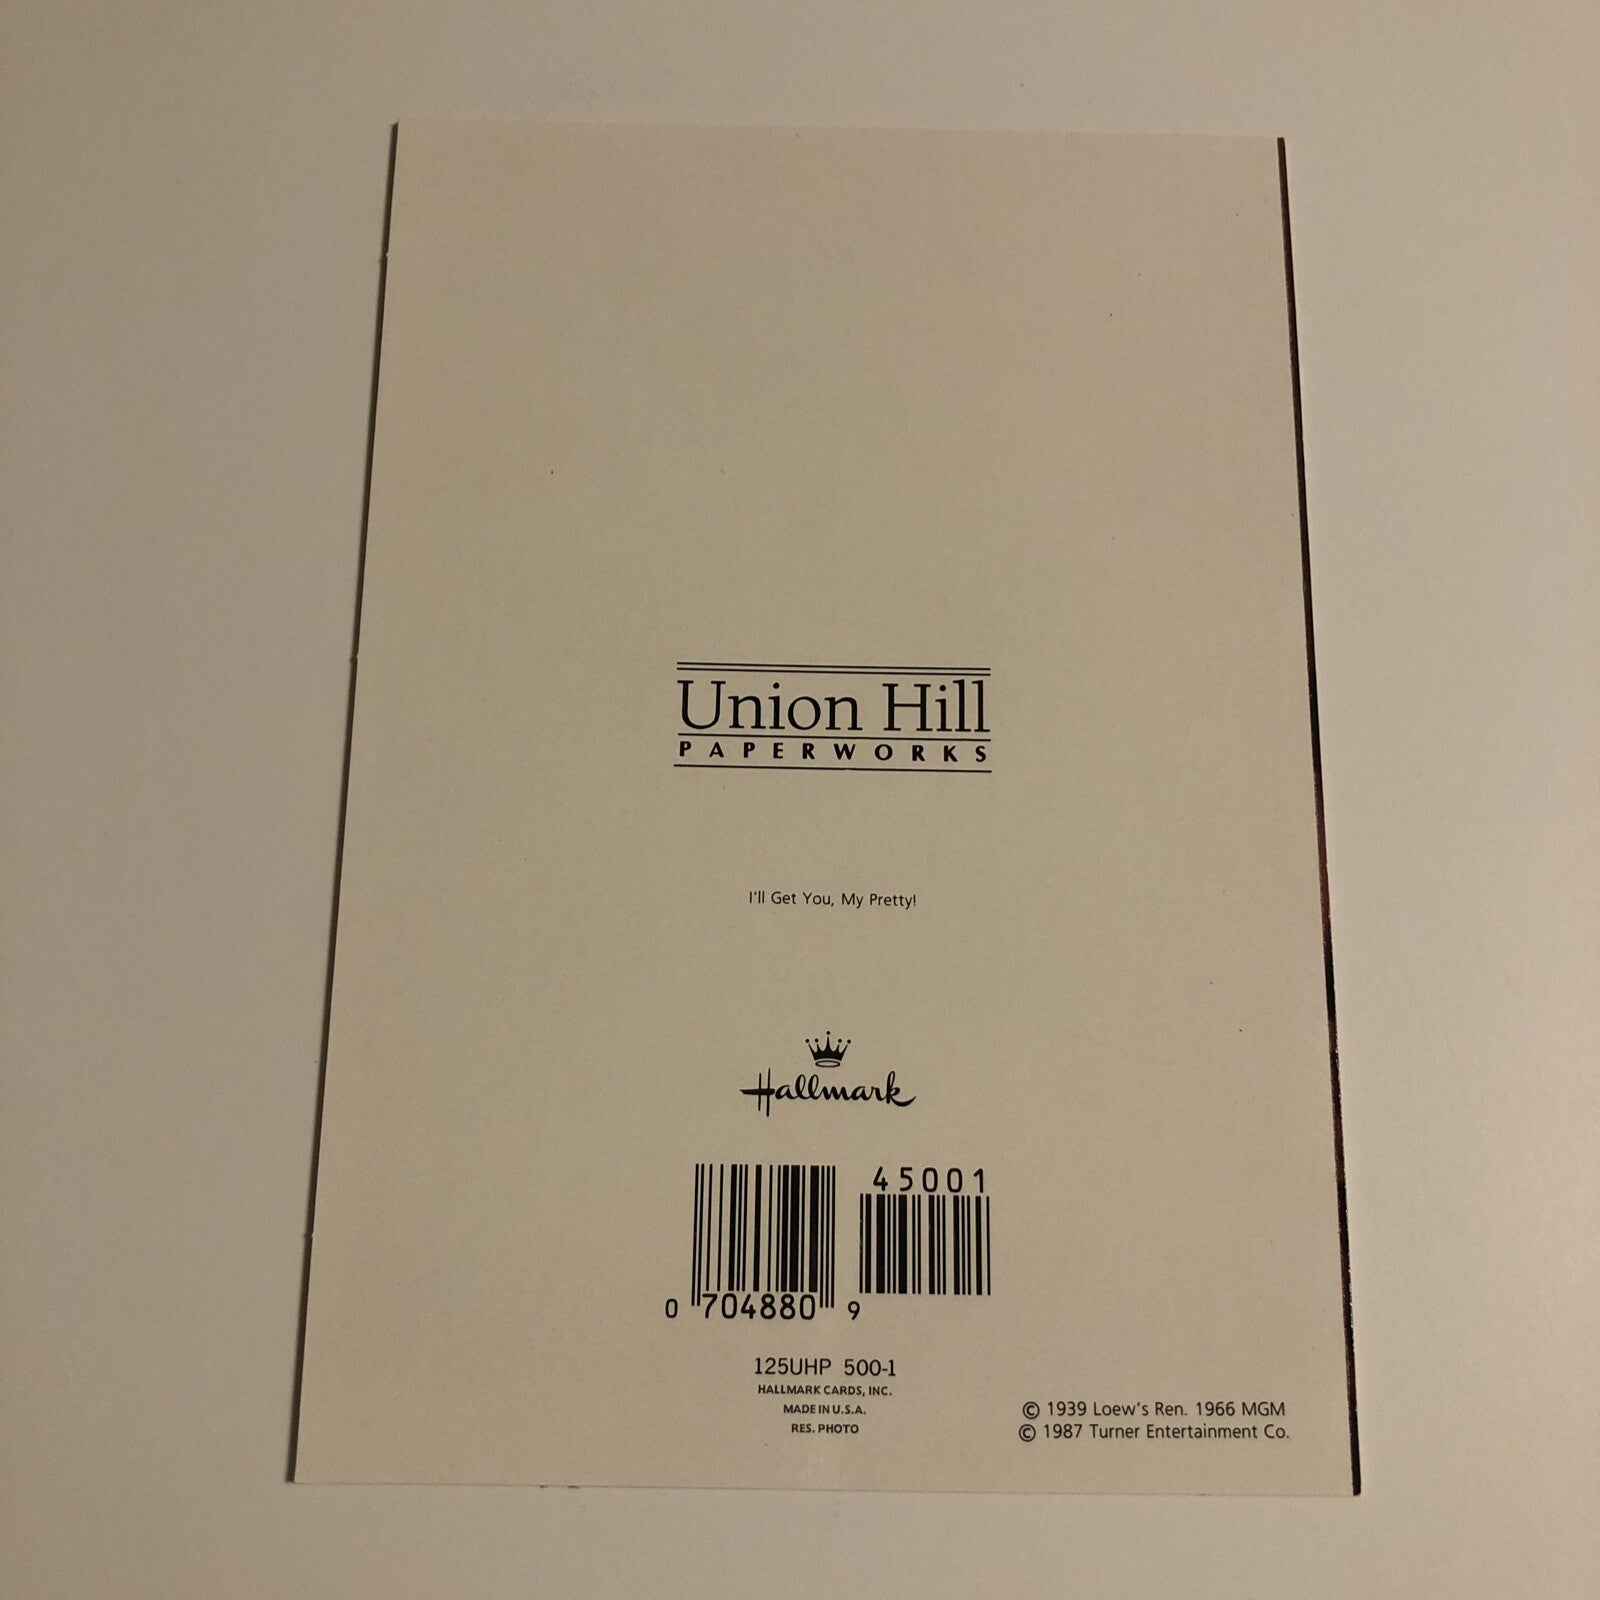 Union Hill
PAPERWORKS
I'll Get You, My Pretty!
Hallmark
45001
0 704880 9
125UHP 500-1
HALLMARK CARDS, INC.
MADE IN U.S.A.
RES. PHOTO
© 1939 Loew's Ren. 1966 MGM
© 1987 Turner Entertainment Co.